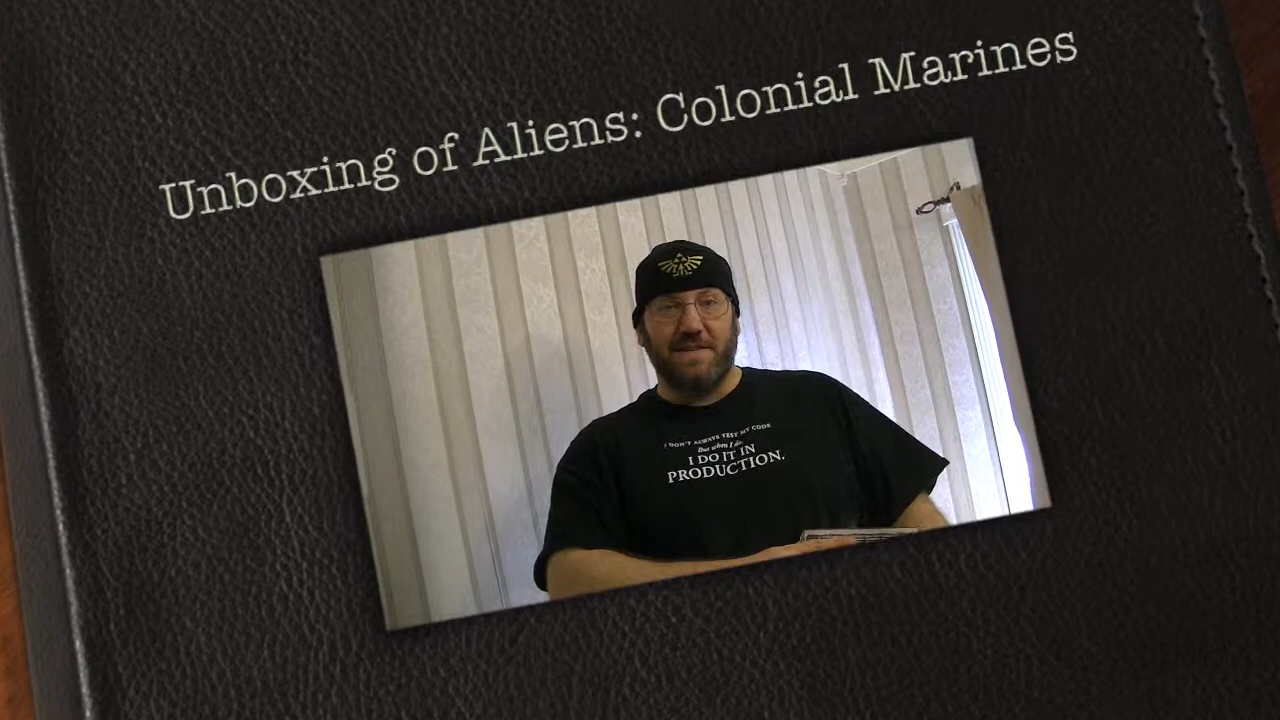 Unboxing of Aliens: Colonial Marines
I DON'T ALWAYS TEST MY CODE
But when I do,
I DO IT IN
PRODUCTION.